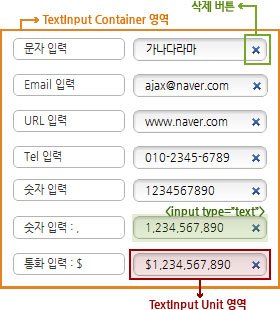 삭제 버튼
TextInput Container 영역
문자 입력 가나다라마
Email 입력 ajax@naver.com
URL 입력 www.naver.com
Tel 입력 010-2345-6789
숫자 입력 1234567890
<input type="text">
숫자 입력 : , 1,234,567,890
통화 입력 : $ $1,234,567,890
TextInput Unit 영역